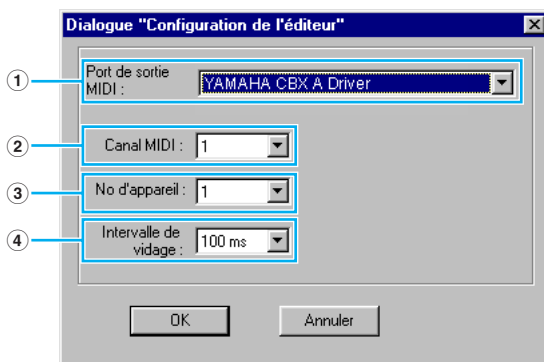 Dialogue "Configuration de l'éditeur"
① Port de sortie MIDI : YAMAHA CBX A Driver
② Canal MIDI : 1
③ No d'appareil : 1
④ Intervalle de vidage : 100 ms
OK Annuler